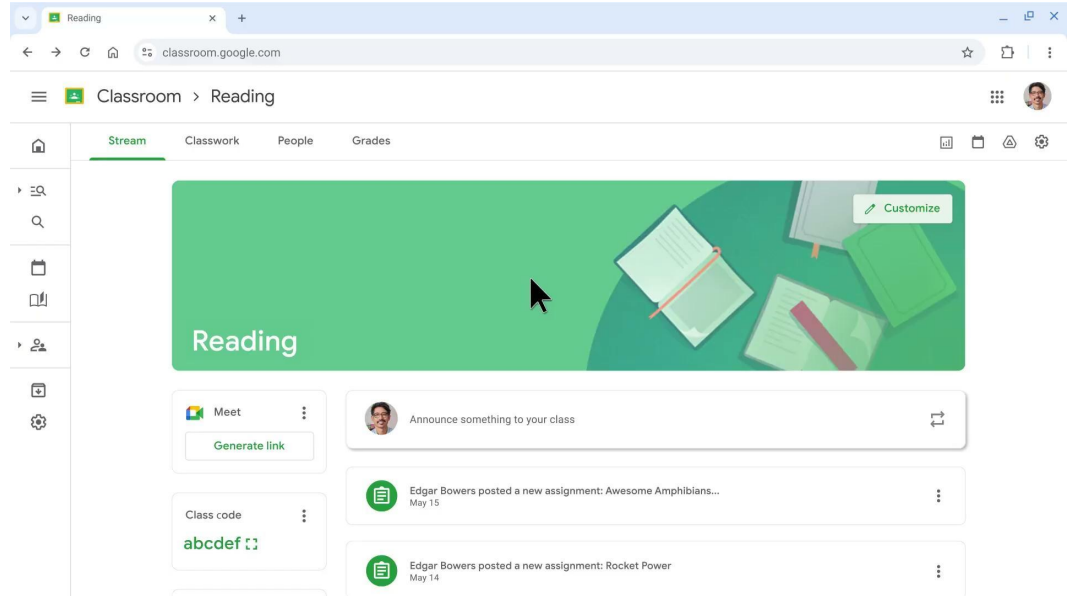 Reading
classroom.google.com
Classroom > Reading
Stream Classwork People Grades
Customize
Reading
Meet
Generate link
Announce something to your class
Edgar Bowers posted a new assignment: Awesome Amphibians...
May 15
Class code
abcdef
Edgar Bowers posted a new assignment: Rocket Power
May 14